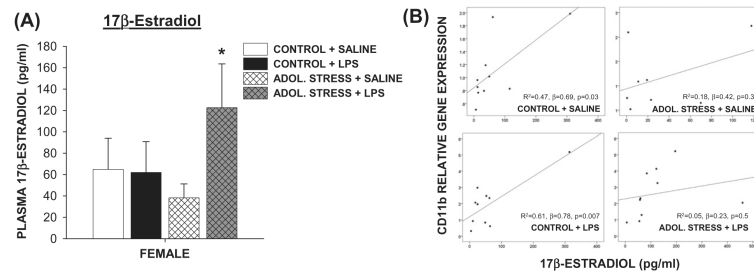 (A)
17β-Estradiol
PLASMA 17β-ESTRADIOL (pg/ml)
180
160
140
120
100
80
60
40
20
0
*
CONTROL + SALINE
CONTROL + LPS
ADOL. STRESS + SALINE
ADOL. STRESS + LPS
FEMALE
(B)
CD11b RELATIVE GENE EXPRESSION
R²=0.47, β=0.69, p=0.03
CONTROL + SALINE
R²=0.18, β=0.42, p=0.3
ADOL. STRESS + SALINE
R²=0.61, β=0.78, p=0.007
CONTROL + LPS
R²=0.05, β=0.23, p=0.5
ADOL. STRESS + LPS
17β-ESTRADIOL (pg/ml)